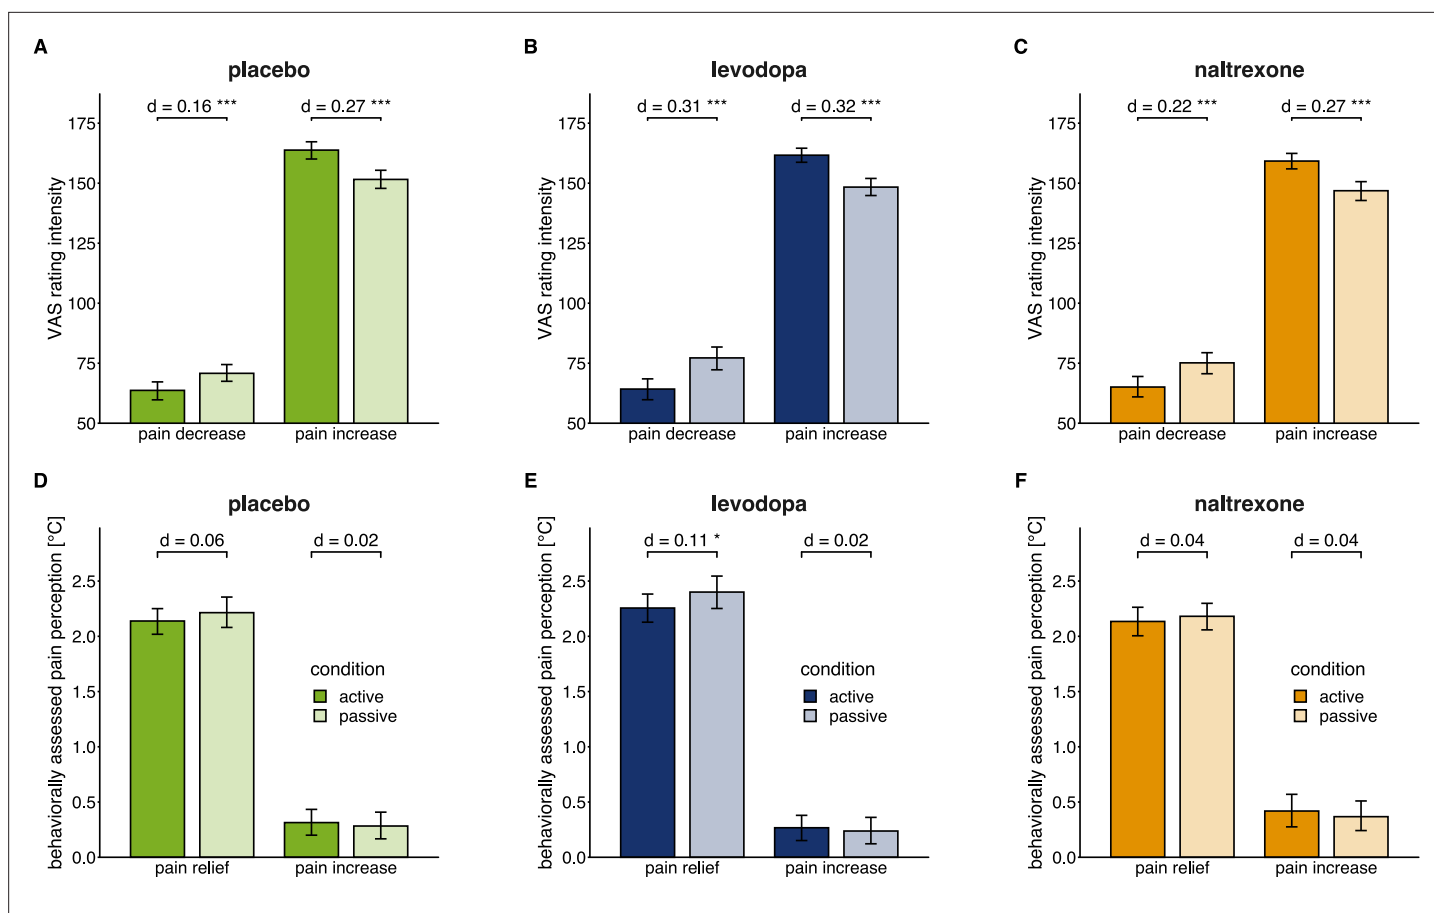 A
placebo
d = 0.16 *** d = 0.27 ***
VAS rating intensity
175
150
125
100
75
50
pain decrease pain increase
B
levodopa
d = 0.31 *** d = 0.32 ***
VAS rating intensity
175
150
125
100
75
50
pain decrease pain increase
C
naltrexone
d = 0.22 *** d = 0.27 ***
VAS rating intensity
175
150
125
100
75
50
pain decrease pain increase
D
placebo
d = 0.06 d = 0.02
behaviorally assessed pain perception [°C]
2.5
2.0
1.5
1.0
0.5
0.0
condition
active
passive
pain relief pain increase
E
levodopa
d = 0.11 * d = 0.02
behaviorally assessed pain perception [°C]
2.5
2.0
1.5
1.0
0.5
0.0
condition
active
passive
pain relief pain increase
F
naltrexone
d = 0.04 d = 0.04
behaviorally assessed pain perception [°C]
2.5
2.0
1.5
1.0
0.5
0.0
condition
active
passive
pain relief pain increase